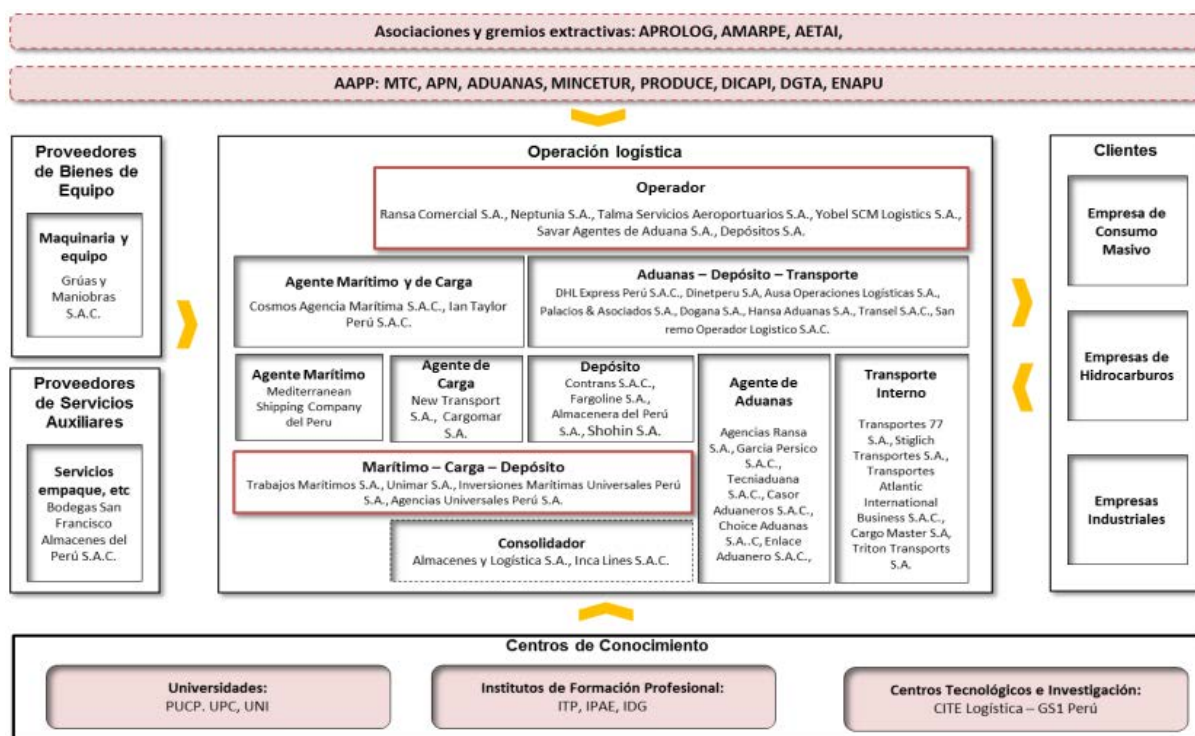 Asociaciones y gremios extractivas: APROLOG, AMARPE, AETAI,
AAPP: MTC, APN, ADUANAS, MINCETUR, PRODUCE, DICAPI, DGTA, ENAPU
Proveedores
de Bienes de
Equipo
Maquinaria y
equipo
Grúas y
Maniobras
S.A.C.
Proveedores
de Servicios
Auxiliares
Servicios
empaque, etc
Bodegas San
Francisco
Almacenes del
Perú S.A.C.
Operación logística
Operador
Ransa Comercial S.A., Neptunia S.A., Talma Servicios Aeroportuarios S.A., Yobel SCM Logistics S.A.,
Savar Agentes de Aduana S.A., Depósitos S.A.
Agente Marítimo y de Carga
Cosmos Agencia Marítima S.A.C., Ian Taylor
Perú S.A.C.
Aduanas – Depósito – Transporte
DHL Express Perú S.A.C., Dinetperu S.A, Ausa Operaciones Logísticas S.A.,
Palacios & Asociados S.A., Dogana S.A., Hansa Aduanas S.A., Transel S.A.C., San
remo Operador Logistico S.A.C.
Agente Marítimo
Mediterranean
Shipping Company
del Peru
Agente de
Carga
New Transport
S.A., Cargomar
S.A.
Depósito
Contrans S.A.C.,
Fargoline S.A.,
Almacenera del Perú
S.A., Shohin S.A.
Agente de
Aduanas
Agencias Ransa
S.A., Garcia Persico
S.A.C.,
Tecniaduana
S.A.C., Casor
Aduaneros S.A.C.,
Choice Aduanas
S.A..C, Enlace
Aduanero S.A.C.,
Transporte
Interno
Transportes 77
S.A., Stiglich
Transportes S.A.,
Transportes
Atlantic
International
Business S.A.C.,
Cargo Master S.A,
Triton Transports
S.A.
Marítimo – Carga – Depósito
Trabajos Marítimos S.A., Unimar S.A., Inversiones Marítimas Universales Perú
S.A., Agencias Universales Perú S.A.
Consolidador
Almacenes y Logística S.A., Inca Lines S.A.C.
Clientes
Empresa de
Consumo
Masivo
Empresas de
Hidrocarburos
Empresas
Industriales
Centros de Conocimiento
Universidades:
PUCP. UPC, UNI
Institutos de Formación Profesional:
ITP, IPAE, IDG
Centros Tecnológicos e Investigación:
CITE Logística – GS1 Perú